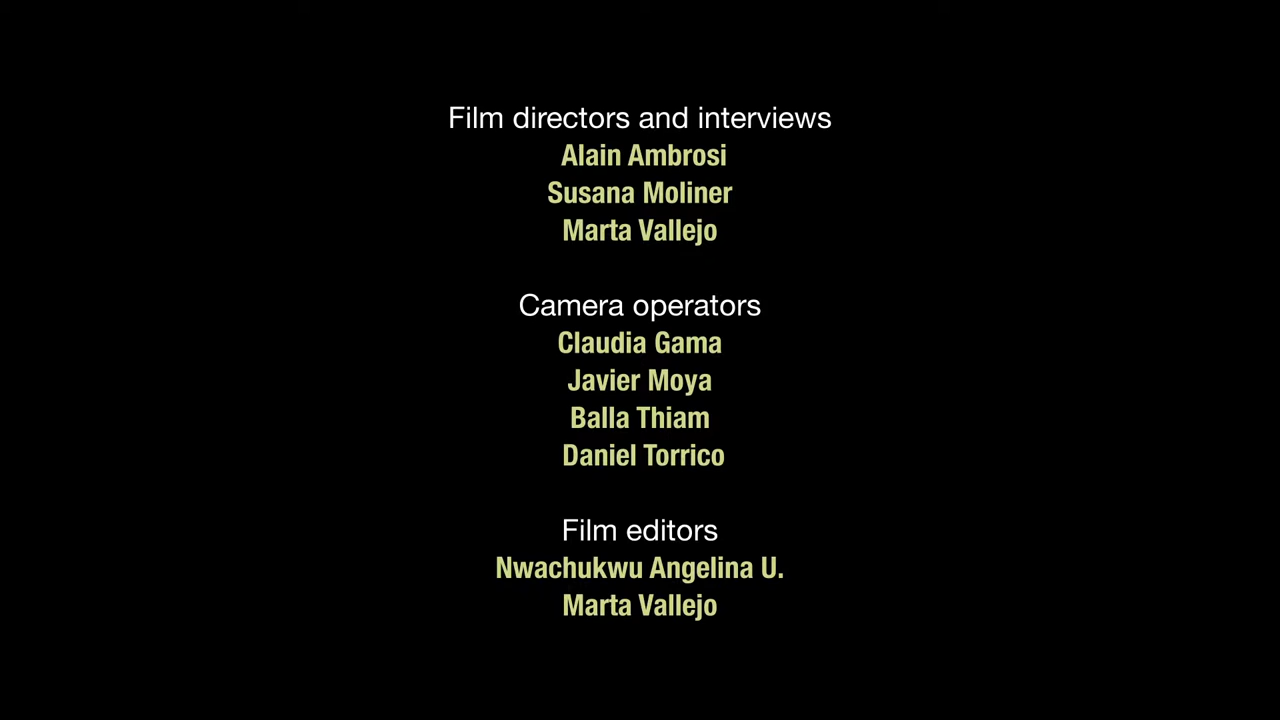 Film directors and interviews
Alain Ambrosi
Susana Moliner
Marta Vallejo
Camera operators
Claudia Gama
Javier Moya
Balla Thiam
Daniel Torrico
Film editors
Nwachukwu Angelina U.
Marta Vallejo